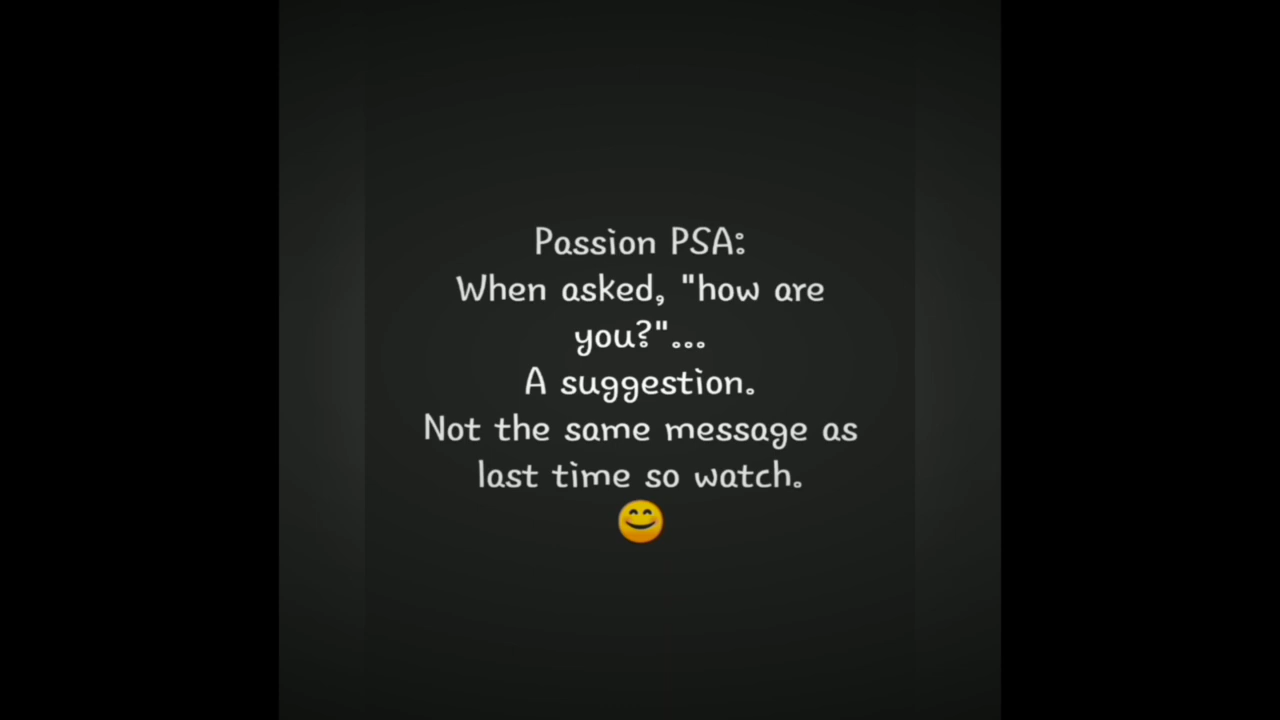 Passion PSA:
When asked, "how are
you?"...
A suggestion.
Not the same message as
last time so watch.
😊